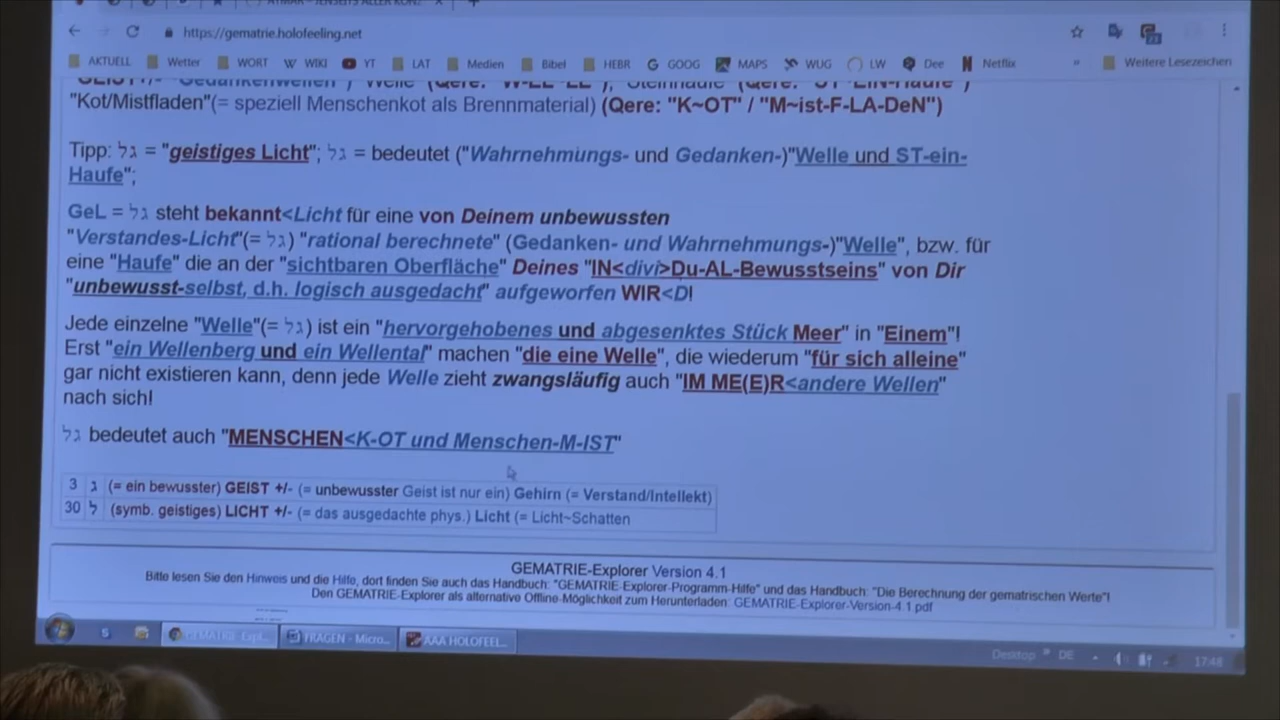 https://gematrie.holofeeling.net
AKTUELL Wetter WORT WIKI YT LAT Medien Bibel HEBR GOOG MAPS WUG LW Dee Netflix » Weitere Lesezeichen
"Kot/Mistfladen"(= speziell Menschenkot als Brennmaterial) (Qere: "K~OT" / "M~ist-F-LA-DeN")
Tipp: גל = "geistiges Licht"; גל = bedeutet ("Wahrnehmungs- und Gedanken-)"Welle und ST-ein-
Haufe";
GeL = גל steht bekannt<Licht für eine von Deinem unbewussten
"Verstandes-Licht"(= גל) "rational berechnete" (Gedanken- und Wahrnehmungs-)"Welle", bzw. für
eine "Haufe" die an der "sichtbaren Oberfläche" Deines "IN<divi>Du-AL-Bewusstseins" von Dir
"unbewusst-selbst, d.h. logisch ausgedacht" aufgeworfen WIR<D!
Jede einzelne "Welle"(= גל) ist ein "hervorgehobenes und abgesenktes Stück Meer" in "Einem"!
Erst "ein Wellenberg und ein Wellental" machen "die eine Welle", die wiederum "für sich alleine"
gar nicht existieren kann, denn jede Welle zieht zwangsläufig auch "IM ME(E)R<andere Wellen"
nach sich!
גל bedeutet auch "MENSCHEN<K-OT und Menschen-M-IST"
3 ג (= ein bewusster) GEIST +/- (= unbewusster Geist ist nur ein) Gehirn (= Verstand/Intellekt)
30 ל (symb. geistiges) LICHT +/- (= das ausgedachte phys.) Licht (= Licht~Schatten
GEMATRIE-Explorer Version 4.1
Bitte lesen Sie den Hinweis und die Hilfe, dort finden Sie auch das Handbuch: "GEMATRIE-Explorer-Programm-Hilfe" und das Handbuch: "Die Berechnung der gematrischen Werte"!
Den GEMATRIE-Explorer als alternative Offline-Möglichkeit zum Herunterladen: GEMATRIE-Explorer-Version-4.1.pdf
GEMATRIE-Expl... FRAGEN - Micro... AAA HOLOFEEL... Desktop » DE 17:48